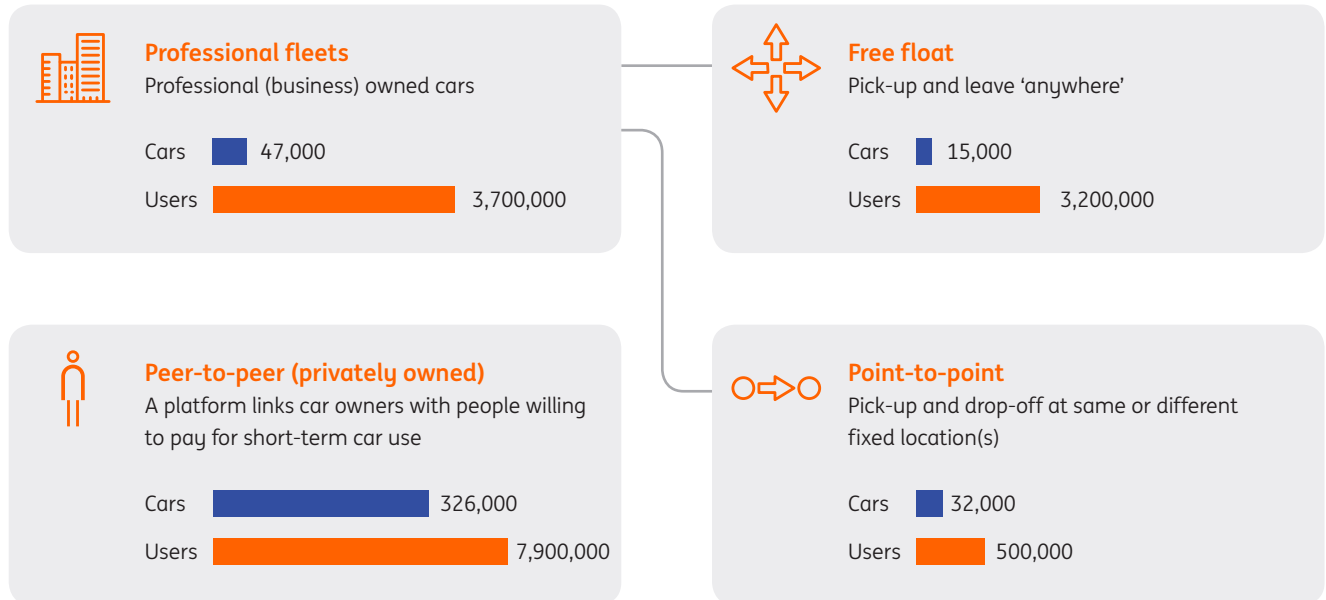 Professional fleets
Professional (business) owned cars
Cars 47,000
Users 3,700,000
Free float
Pick-up and leave ‘anywhere’
Cars 15,000
Users 3,200,000
Peer-to-peer (privately owned)
A platform links car owners with people willing
to pay for short-term car use
Cars 326,000
Users 7,900,000
Point-to-point
Pick-up and drop-off at same or different
fixed location(s)
Cars 32,000
Users 500,000